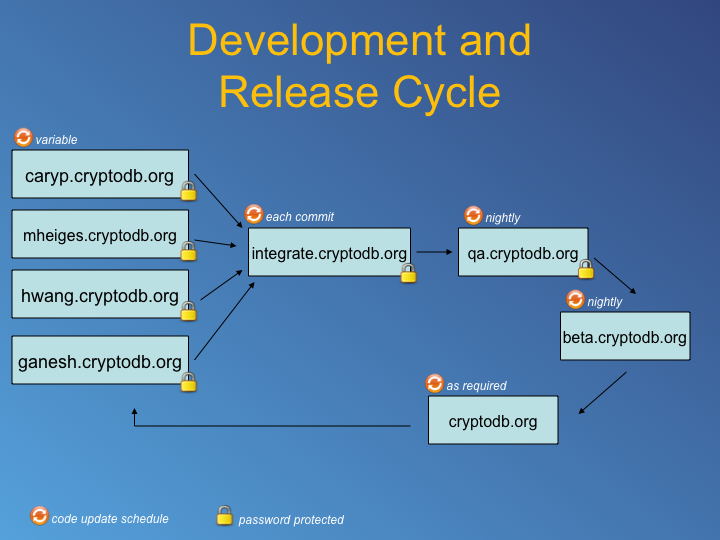 Development and
Release Cycle
variable
caryp.cryptodb.org
mheiges.cryptodb.org
hwang.cryptodb.org
ganesh.cryptodb.org
each commit
integrate.cryptodb.org
nightly
qa.cryptodb.org
nightly
beta.cryptodb.org
as required
cryptodb.org
code update schedule
password protected